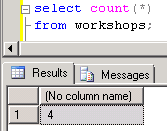 select count(*)
from workshops;
Results Messages
(No column name)
1 4